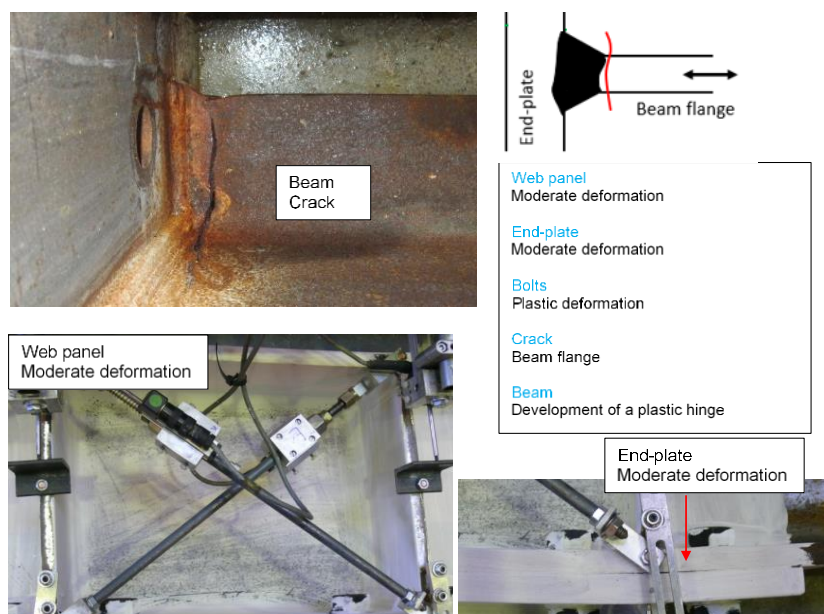 Beam
Crack
End-plate
Beam flange
Web panel
Moderate deformation
End-plate
Moderate deformation
Bolts
Plastic deformation
Crack
Beam flange
Beam
Development of a plastic hinge
Web panel
Moderate deformation
End-plate
Moderate deformation